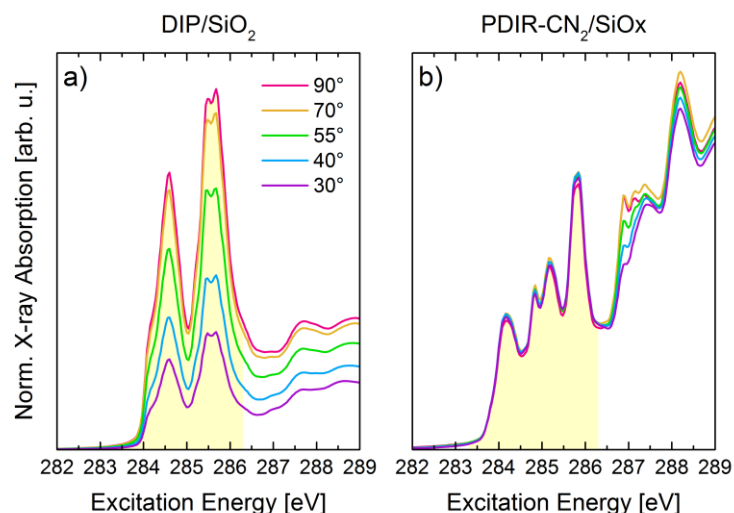 DIP/SiO₂
PDIR-CN₂/SiOx
a)
90°
70°
55°
40°
30°
b)
Norm. X-ray Absorption [arb. u.]
282 283 284 285 286 287 288 289
282 283 284 285 286 287 288 289
Excitation Energy [eV]
Excitation Energy [eV]